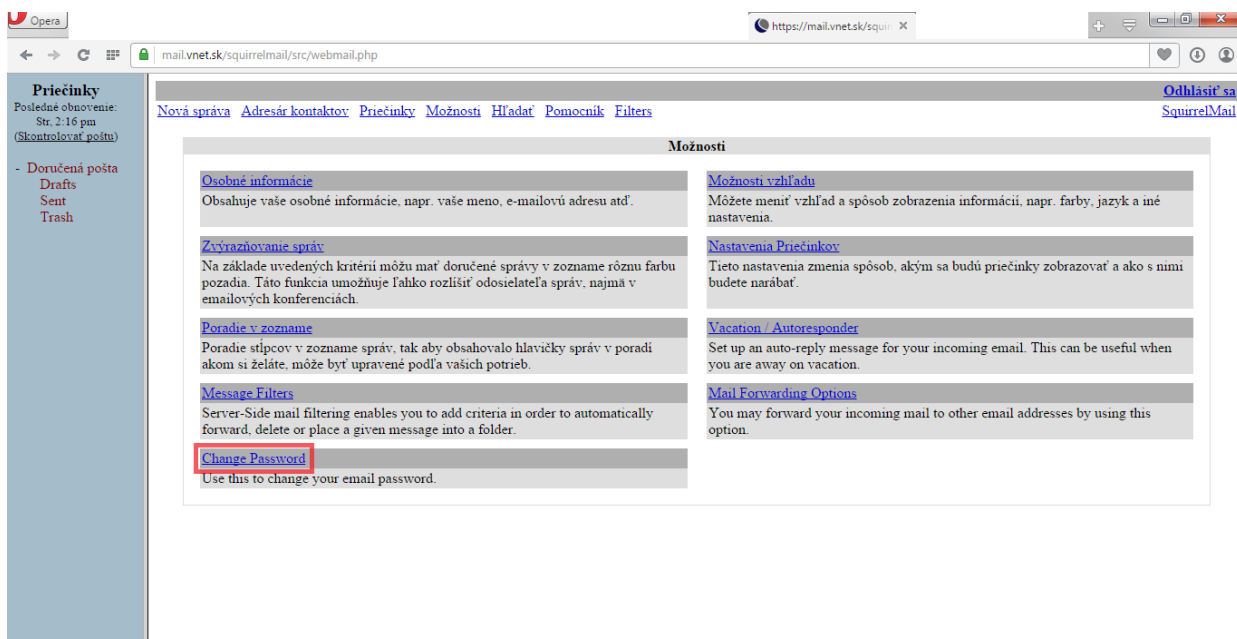 Opera
https://mail.vnet.sk/squir
mail.vnet.sk/squirrelmail/src/webmail.php
Priečinky
Posledné obnovenie:
Str, 2:16 pm
(Skontrolovať poštu)
- Doručená pošta
Drafts
Sent
Trash
Odhlásiť sa
Nová správa Adresár kontaktov Priečinky Možnosti Hľadať Pomocník Filters
SquirrelMail
Možnosti
Osobné informácie
Obsahuje vaše osobné informácie, napr. vaše meno, e-mailovú adresu atď.
Možnosti vzhľadu
Môžete meniť vzhľad a spôsob zobrazenia informácií, napr. farby, jazyk a iné
nastavenia.
Zvýrazňovanie správ
Na základe uvedených kritérií môžu mať doručené správy v zozname rôznu farbu
pozadia. Táto funkcia umožňuje ľahko rozlíšiť odosielateľa správ, najmä v
emailových konferenciách.
Nastavenia Priečinkov
Tieto nastavenia zmenia spôsob, akým sa budú priečinky zobrazovať a ako s nimi
budete narábať.
Poradie v zozname
Poradie stĺpcov v zozname správ, tak aby obsahovalo hlavičky správ v poradí
akom si želáte, môže byť upravené podľa vašich potrieb.
Vacation / Autoresponder
Set up an auto-reply message for your incoming email. This can be useful when
you are away on vacation.
Message Filters
Server-Side mail filtering enables you to add criteria in order to automatically
forward, delete or place a given message into a folder.
Mail Forwarding Options
You may forward your incoming mail to other email addresses by using this
option.
Change Password
Use this to change your email password.